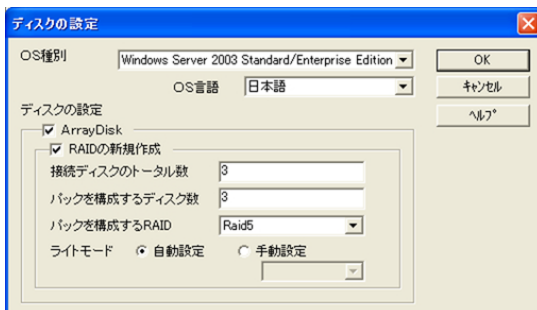 ディスクの設定
OS種別 Windows Server 2003 Standard/Enterprise Edition OK
OS言語 日本語 キャンセル
ディスクの設定 ヘルプ
ArrayDisk
RAIDの新規作成
接続ディスクのトータル数 3
パックを構成するディスク数 3
パックを構成するRAID Raid5
ライトモード 自動設定 手動設定